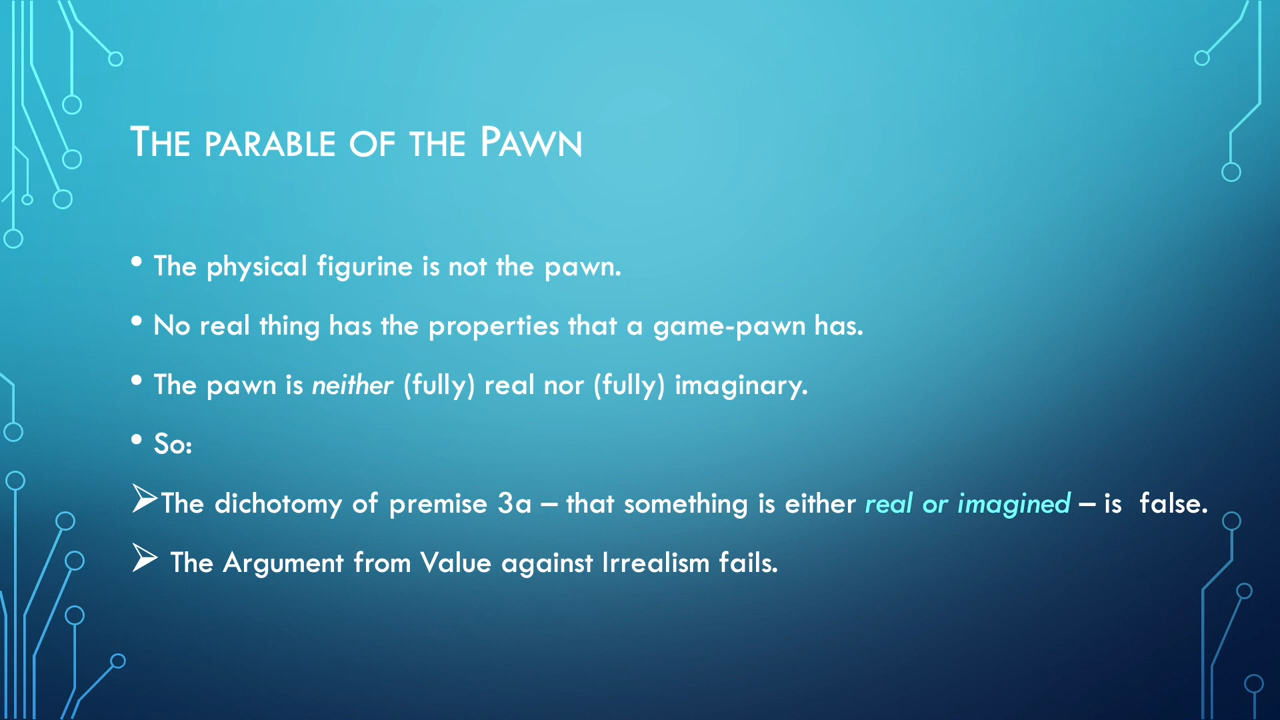 The parable of the Pawn
• The physical figurine is not the pawn.
• No real thing has the properties that a game-pawn has.
• The pawn is neither (fully) real nor (fully) imaginary.
• So:
➢The dichotomy of premise 3a – that something is either real or imagined – is  false.
➢ The Argument from Value against Irrealism fails.